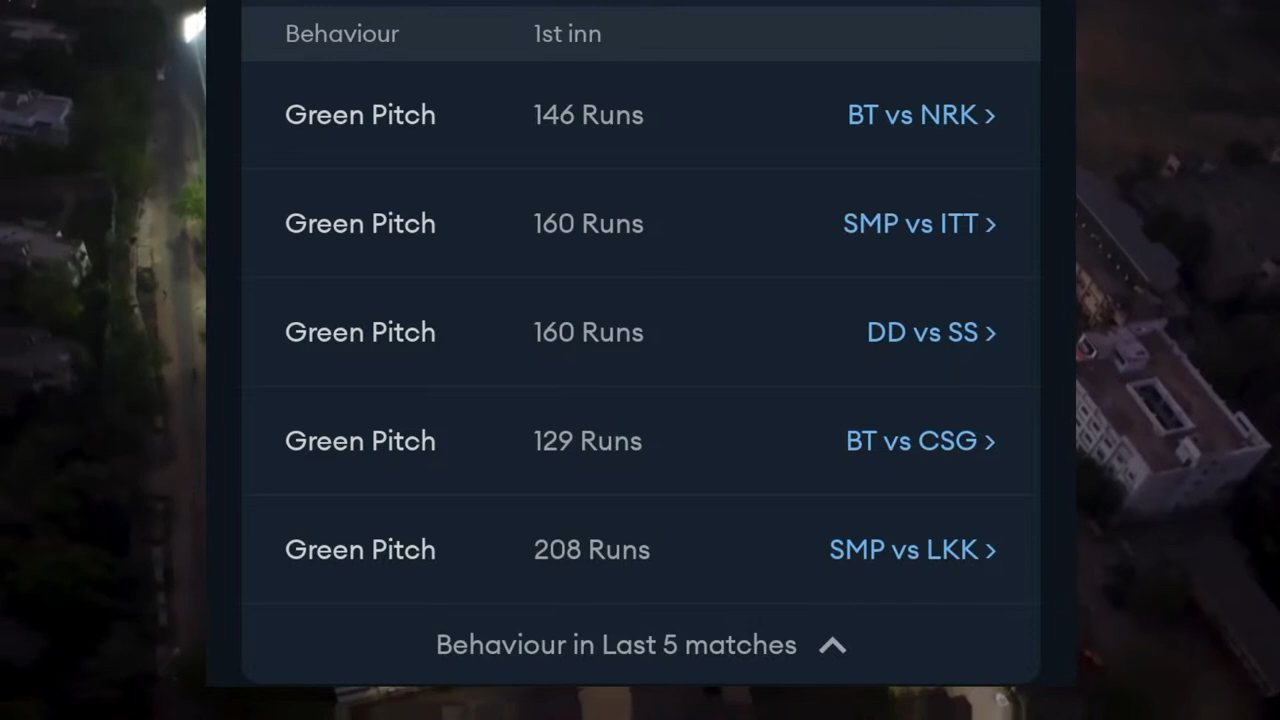 Behaviour 1st inn
Green Pitch 146 Runs BT vs NRK >
Green Pitch 160 Runs SMP vs ITT >
Green Pitch 160 Runs DD vs SS >
Green Pitch 129 Runs BT vs CSG >
Green Pitch 208 Runs SMP vs LKK >
Behaviour in Last 5 matches